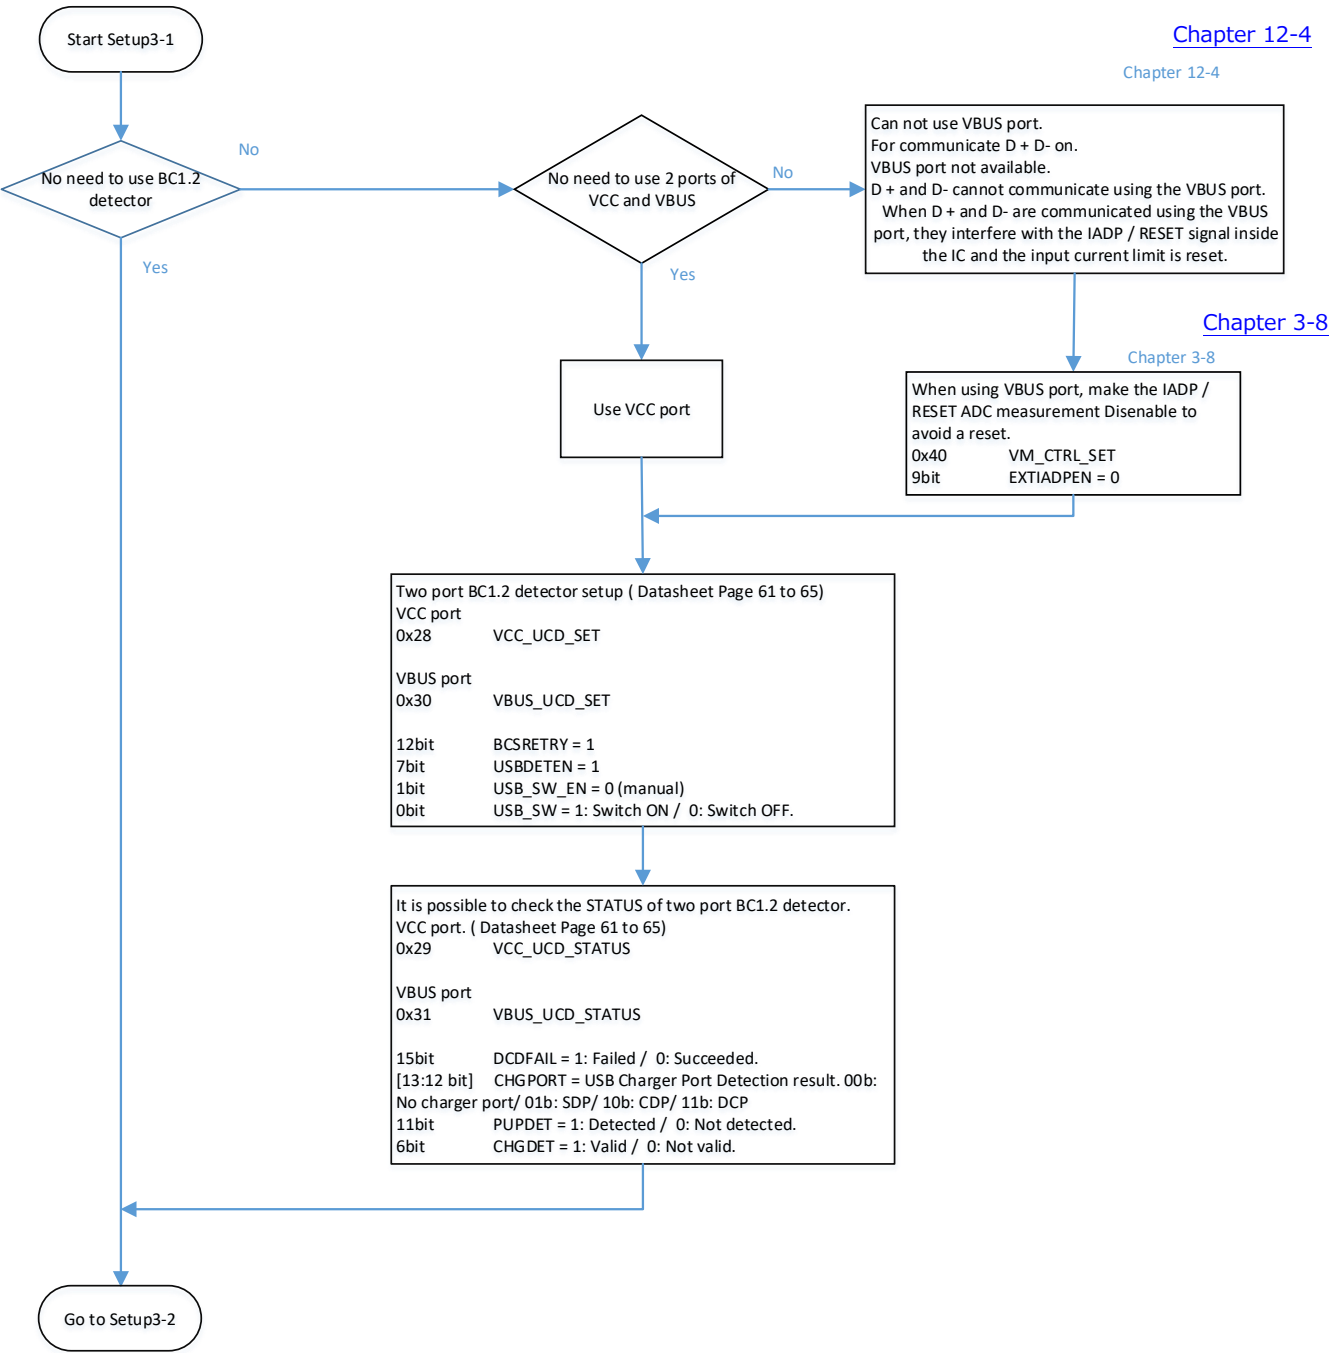 Start Setup3-1
Chapter 12-4
Chapter 12-4
No need to use BC1.2
detector
No
Yes
No need to use 2 ports of
VCC and VBUS
No
Yes
Can not use VBUS port.
For communicate D + D- on.
VBUS port not available.
D + and D- cannot communicate using the VBUS port.
When D + and D- are communicated using the VBUS
port, they interfere with the IADP / RESET signal inside
the IC and the input current limit is reset.
Chapter 3-8
Chapter 3-8
Use VCC port
When using VBUS port, make the IADP /
RESET ADC measurement Disenable to
avoid a reset.
0x40 VM_CTRL_SET
9bit EXTIADPEN = 0
Two port BC1.2 detector setup ( Datasheet Page 61 to 65)
VCC port
0x28 VCC_UCD_SET
VBUS port
0x30 VBUS_UCD_SET
12bit BCSRETRY = 1
7bit USBDETEN = 1
1bit USB_SW_EN = 0 (manual)
0bit USB_SW = 1: Switch ON / 0: Switch OFF.
It is possible to check the STATUS of two port BC1.2 detector.
VCC port. ( Datasheet Page 61 to 65)
0x29 VCC_UCD_STATUS
VBUS port
0x31 VBUS_UCD_STATUS
15bit DCDFAIL = 1: Failed / 0: Succeeded.
[13:12 bit] CHGPORT = USB Charger Port Detection result. 00b:
No charger port/ 01b: SDP/ 10b: CDP/ 11b: DCP
11bit PUPDET = 1: Detected / 0: Not detected.
6bit CHGDET = 1: Valid / 0: Not valid.
Go to Setup3-2